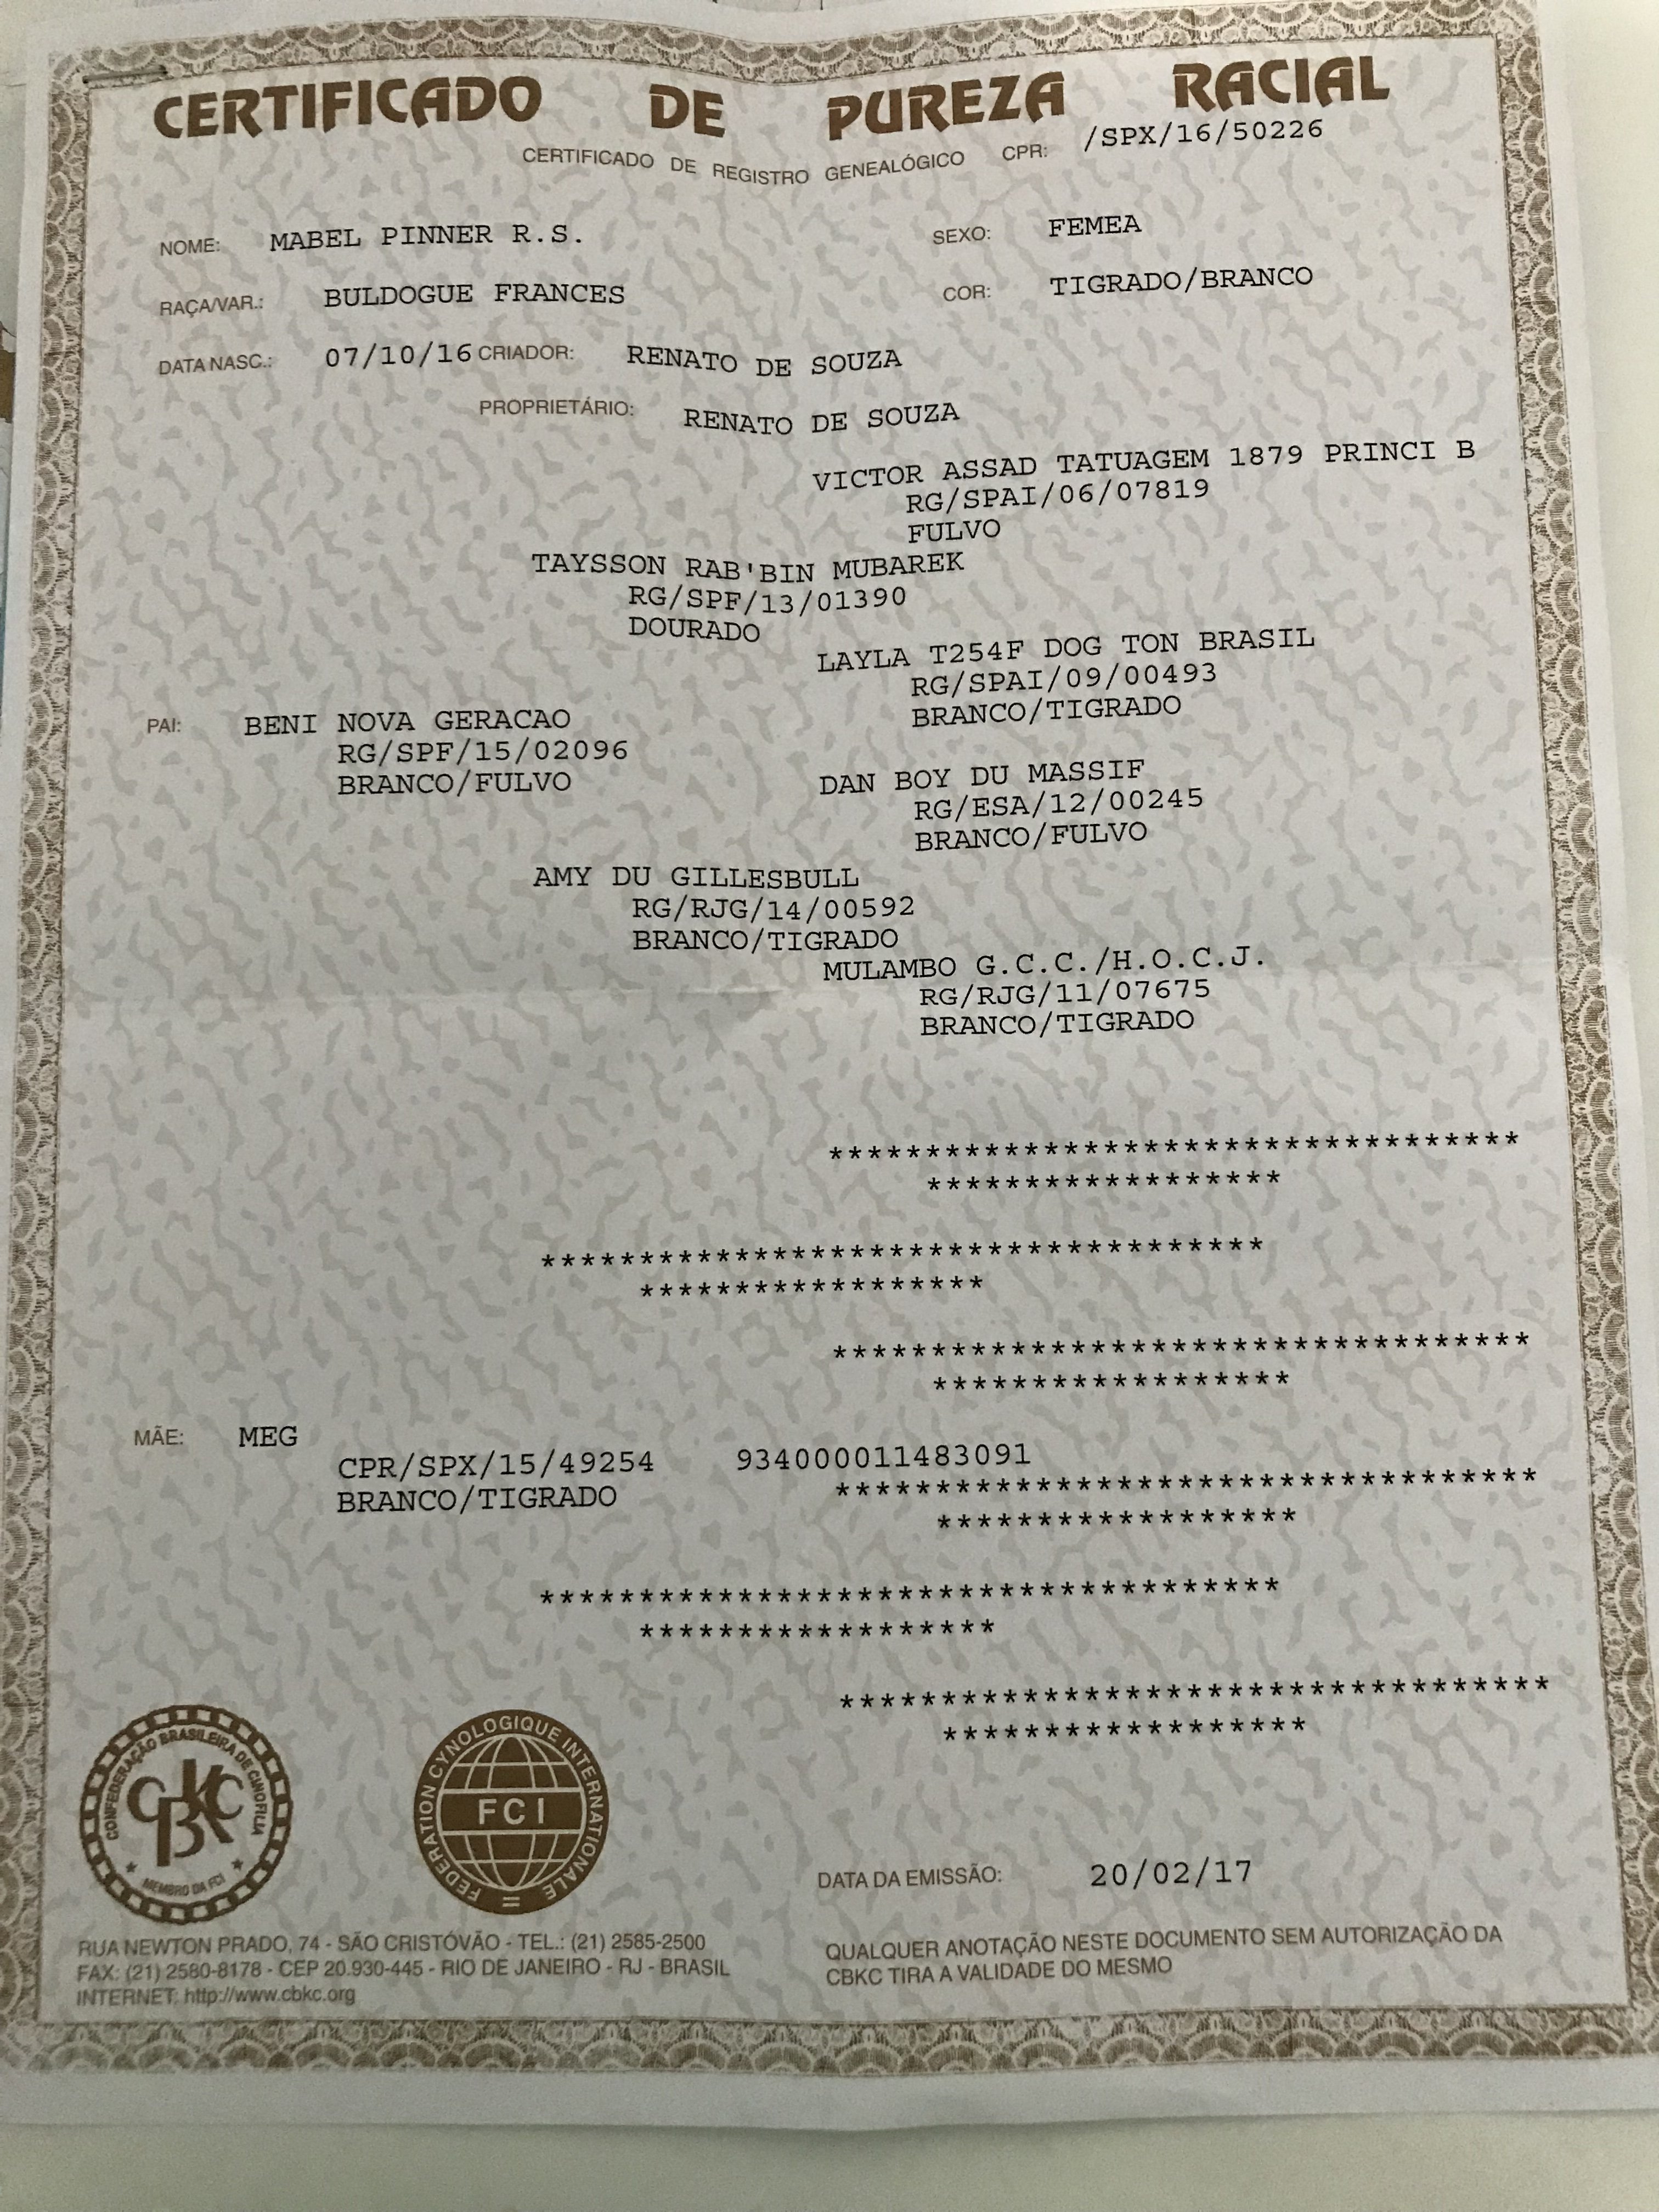 CERTIFICADO DE PUREZA RACIAL
CERTIFICADO DE REGISTRO GENEALÓGICO CPR: /SPX/16/50226
NOME: MABEL PINNER R.S. SEXO: FEMEA
RAÇA/VAR.: BULDOGUE FRANCES COR: TIGRADO/BRANCO
DATA NASC.: 07/10/16 CRIADOR: RENATO DE SOUZA
PROPRIETÁRIO: RENATO DE SOUZA
VICTOR ASSAD TATUAGEM 1879 PRINCI B
RG/SPAI/06/07819
FULVO
TAYSSON RAB'BIN MUBAREK
RG/SPF/13/01390
DOURADO
LAYLA T254F DOG TON BRASIL
RG/SPAI/09/00493
BRANCO/TIGRADO
PAI: BENI NOVA GERACAO
RG/SPF/15/02096
BRANCO/FULVO
DAN BOY DU MASSIF
RG/ESA/12/00245
BRANCO/FULVO
AMY DU GILLESBULL
RG/RJG/14/00592
BRANCO/TIGRADO
MULAMBO G.C.C./H.O.C.J.
RG/RJG/11/07675
BRANCO/TIGRADO
***********************************
******************
*************************************
******************
***********************************
******************
MÃE: MEG
CPR/SPX/15/49254 934000011483091
BRANCO/TIGRADO
***********************************
******************
*************************************
******************
***********************************
******************
CONFEDERAÇÃO BRASILEIRA DE CINOFILIA
CBKC
MEMBRO DA FCI
FEDERATION CYNOLOGIQUE INTERNATIONALE
FCI
DATA DA EMISSÃO: 20/02/17
RUA NEWTON PRADO, 74 - SÃO CRISTÓVÃO - TEL.: (21) 2585-2500
FAX: (21) 2580-8178 - CEP 20.930-445 - RIO DE JANEIRO - RJ - BRASIL
INTERNET: http://www.cbkc.org
QUALQUER ANOTAÇÃO NESTE DOCUMENTO SEM AUTORIZAÇÃO DA
CBKC TIRA A VALIDADE DO MESMO